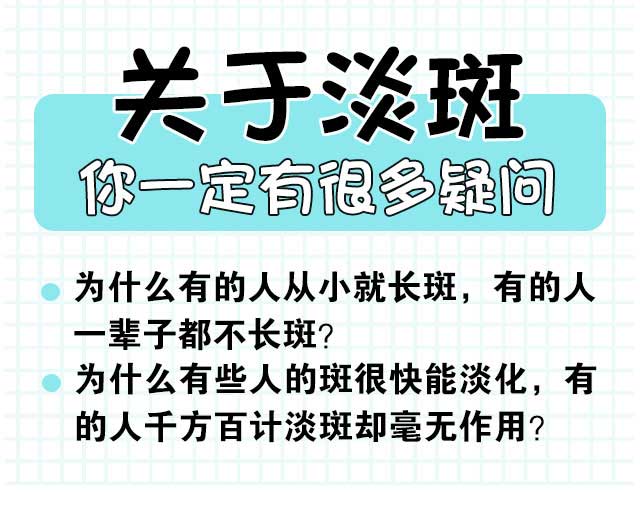 关于淡斑
你一定有很多疑问
为什么有的人从小就长斑，有的人
一辈子都不长斑?
为什么有些人的斑很快能淡化，有
的人千方百计淡斑却毫无作用?